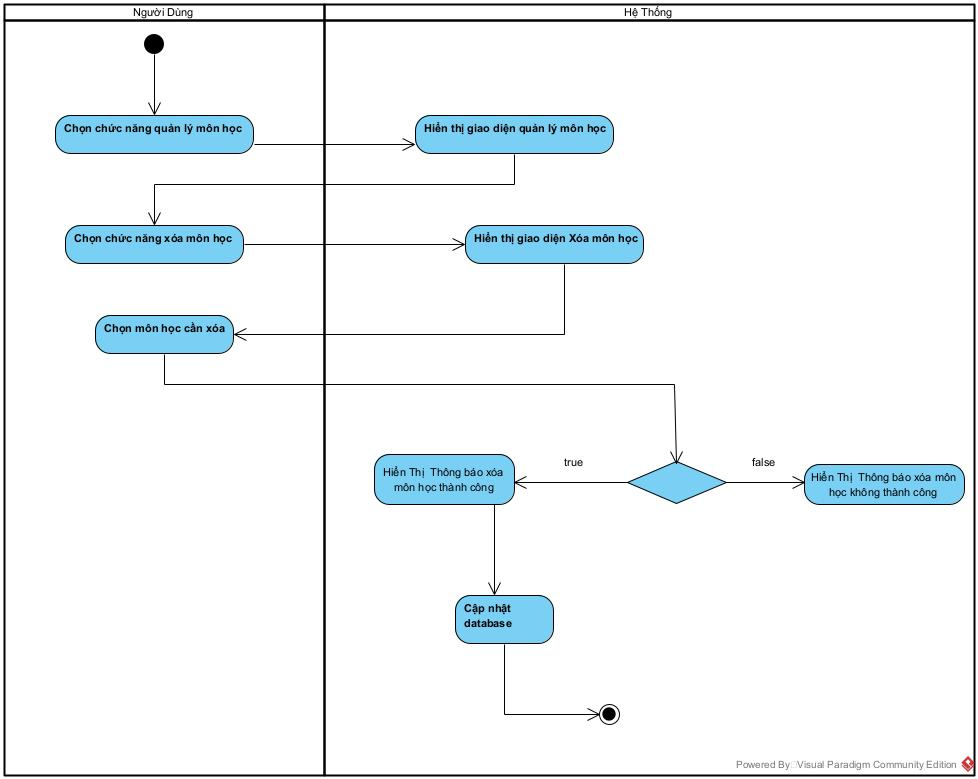 Người Dùng
Hệ Thống
Chọn chức năng quản lý môn học
Hiển thị giao diện quản lý môn học
Chọn chức năng xóa môn học
Hiển thị giao diện Xóa môn học
Chọn môn học cần xóa
true
false
Hiển Thị Thông báo xóa
môn học thành công
Hiển Thị Thông báo xóa môn
học không thành công
Cập nhật
database
Powered By Visual Paradigm Community Edition